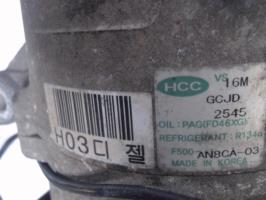 HCC VS 16M
GCJD
2545
OIL: PAG(FD46XG)
REFRIGERANT: R134a
F500-AN8CA-03
MADE IN KOREA
H03디젤